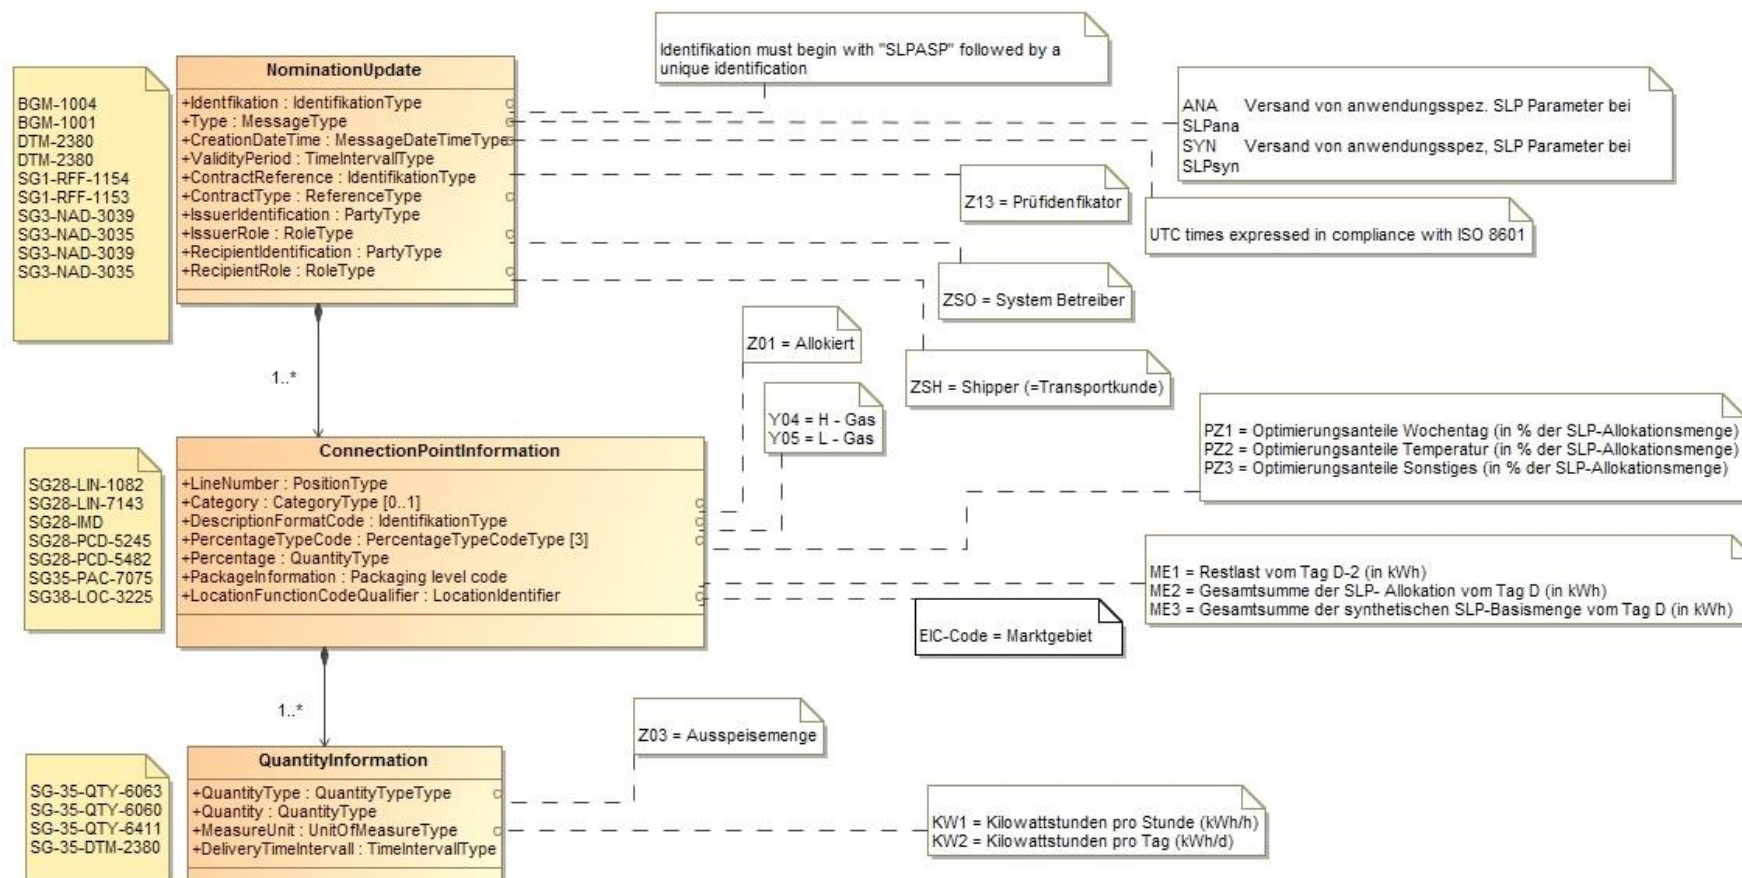 Identifikation must begin with "SLPASP" followed by a
unique identification
BGM-1004
BGM-1001
DTM-2380
DTM-2380
SG1-RFF-1154
SG1-RFF-1153
SG3-NAD-3039
SG3-NAD-3035
SG3-NAD-3039
SG3-NAD-3035
NominationUpdate
+Identfikation : IdentifikationType
+Type : MessageType
+CreationDateTime : MessageDateTimeType
+ValidityPeriod : TimeIntervallType
+ContractReference : IdentifikationType
+ContractType : ReferenceType
+IssuerIdentification : PartyType
+IssuerRole : RoleType
+RecipientIdentification : PartyType
+RecipientRole : RoleType
ANA Versand von anwendungsspez. SLP Parameter bei
SLPana
SYN Versand von anwendungsspez, SLP Parameter bei
SLPsyn
Z13 = Prüfidenfikator
UTC times expressed in compliance with ISO 8601
ZSO = System Betreiber
Z01 = Allokiert
ZSH = Shipper (=Transportkunde)
1..*
Y04 = H - Gas
Y05 = L - Gas
PZ1 = Optimierungsanteile Wochentag (in % der SLP-Allokationsmenge)
PZ2 = Optimierungsanteile Temperatur (in % der SLP-Allokationsmenge)
PZ3 = Optimierungsanteile Sonstiges (in % der SLP-Allokationsmenge)
SG28-LIN-1082
SG28-LIN-7143
SG28-IMD
SG28-PCD-5245
SG28-PCD-5482
SG35-PAC-7075
SG38-LOC-3225
ConnectionPointInformation
+LineNumber : PositionType
+Category : CategoryType [0..1]
+DescriptionFormatCode : IdentifikationType
+PercentageTypeCode : PercentageTypeCodeType [3]
+Percentage : QuantityType
+PackageInformation : Packaging level code
+LocationFunctionCodeQualifier : LocationIdentifier
ME1 = Restlast vom Tag D-2 (in kWh)
ME2 = Gesamtsumme der SLP- Allokation vom Tag D (in kWh)
ME3 = Gesamtsumme der synthetischen SLP-Basismenge vom Tag D (in kWh)
EIC-Code = Marktgebiet
1..*
Z03 = Ausspeisemenge
SG-35-QTY-6063
SG-35-QTY-6060
SG-35-QTY-6411
SG-35-DTM-2380
QuantityInformation
+QuantityType : QuantityTypeType
+Quantity : QuantityType
+MeasureUnit : UnitOfMeasureType
+DeliveryTimeIntervall : TimeIntervallType
KW1 = Kilowattstunden pro Stunde (kWh/h)
KW2 = Kilowattstunden pro Tag (kWh/d)